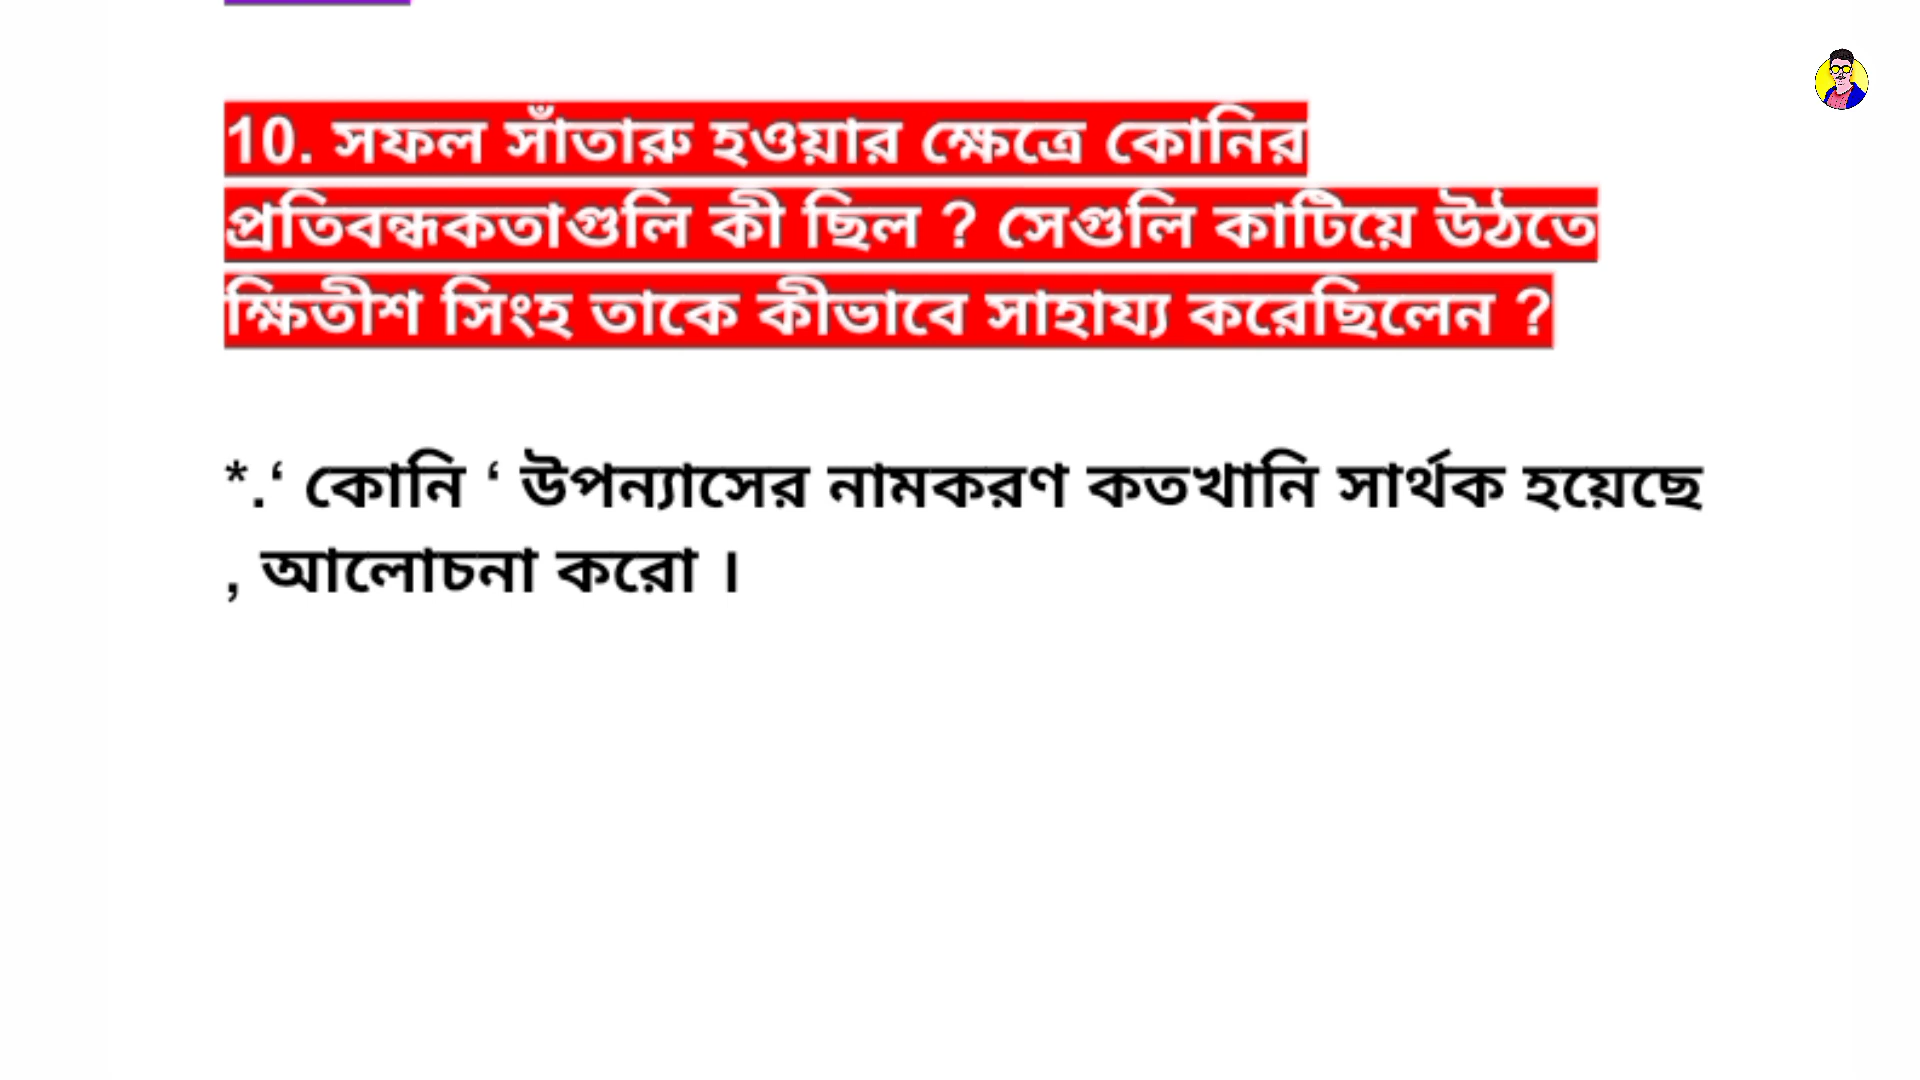 10. সফল সাঁতারু হওয়ার ক্ষেত্রে কোনির
প্রতিবন্ধকতাগুলি কী ছিল ? সেগুলি কাটিয়ে উঠতে
ক্ষিতীশ সিংহ তাকে কীভাবে সাহায্য করেছিলেন ?
*.‘ কোনি ‘ উপন্যাসের নামকরণ কতখানি সার্থক হয়েছে
, আলোচনা করো ।